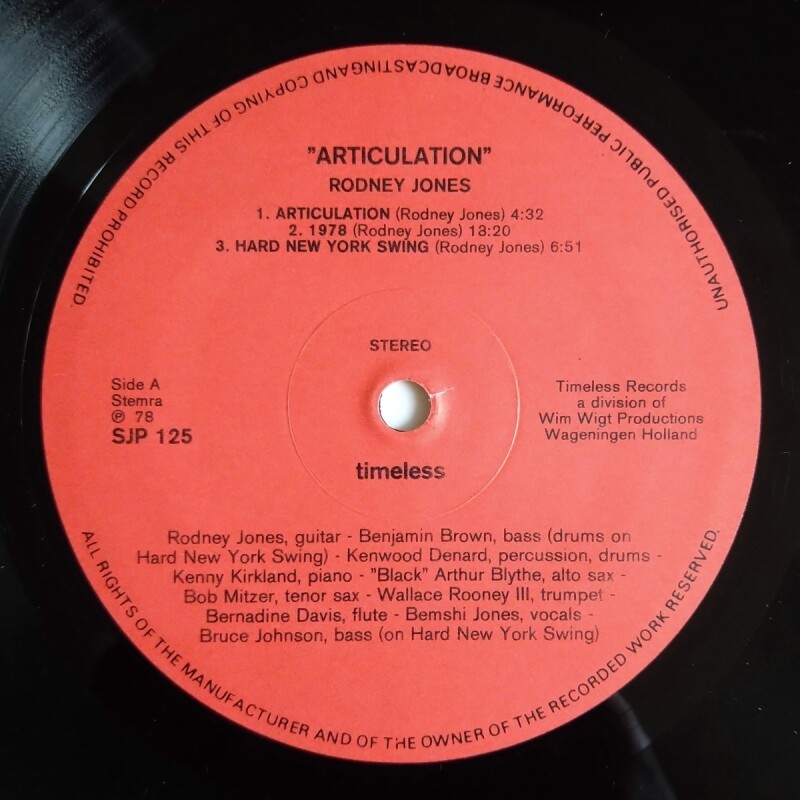 UNAUTHORISED PUBLIC PERFORMANCE BROADCASTING AND COPYING OF THIS RECORD PROHIBITED.
"ARTICULATION"
RODNEY JONES
1. ARTICULATION (Rodney Jones) 4:32
2. 1978 (Rodney Jones) 13:20
3. HARD NEW YORK SWING (Rodney Jones) 6:51
STEREO
Side A
Stemra
℗ 78
SJP 125
Timeless Records
a division of
Wim Wigt Productions
Wageningen Holland
timeless
Rodney Jones, guitar - Benjamin Brown, bass (drums on
Hard New York Swing) - Kenwood Denard, percussion, drums -
Kenny Kirkland, piano - "Black" Arthur Blythe, alto sax -
Bob Mitzer, tenor sax - Wallace Rooney III, trumpet -
Bernadine Davis, flute - Bemshi Jones, vocals -
Bruce Johnson, bass (on Hard New York Swing)
ALL RIGHTS OF THE MANUFACTURER AND OF THE OWNER OF THE RECORDED WORK RESERVED.